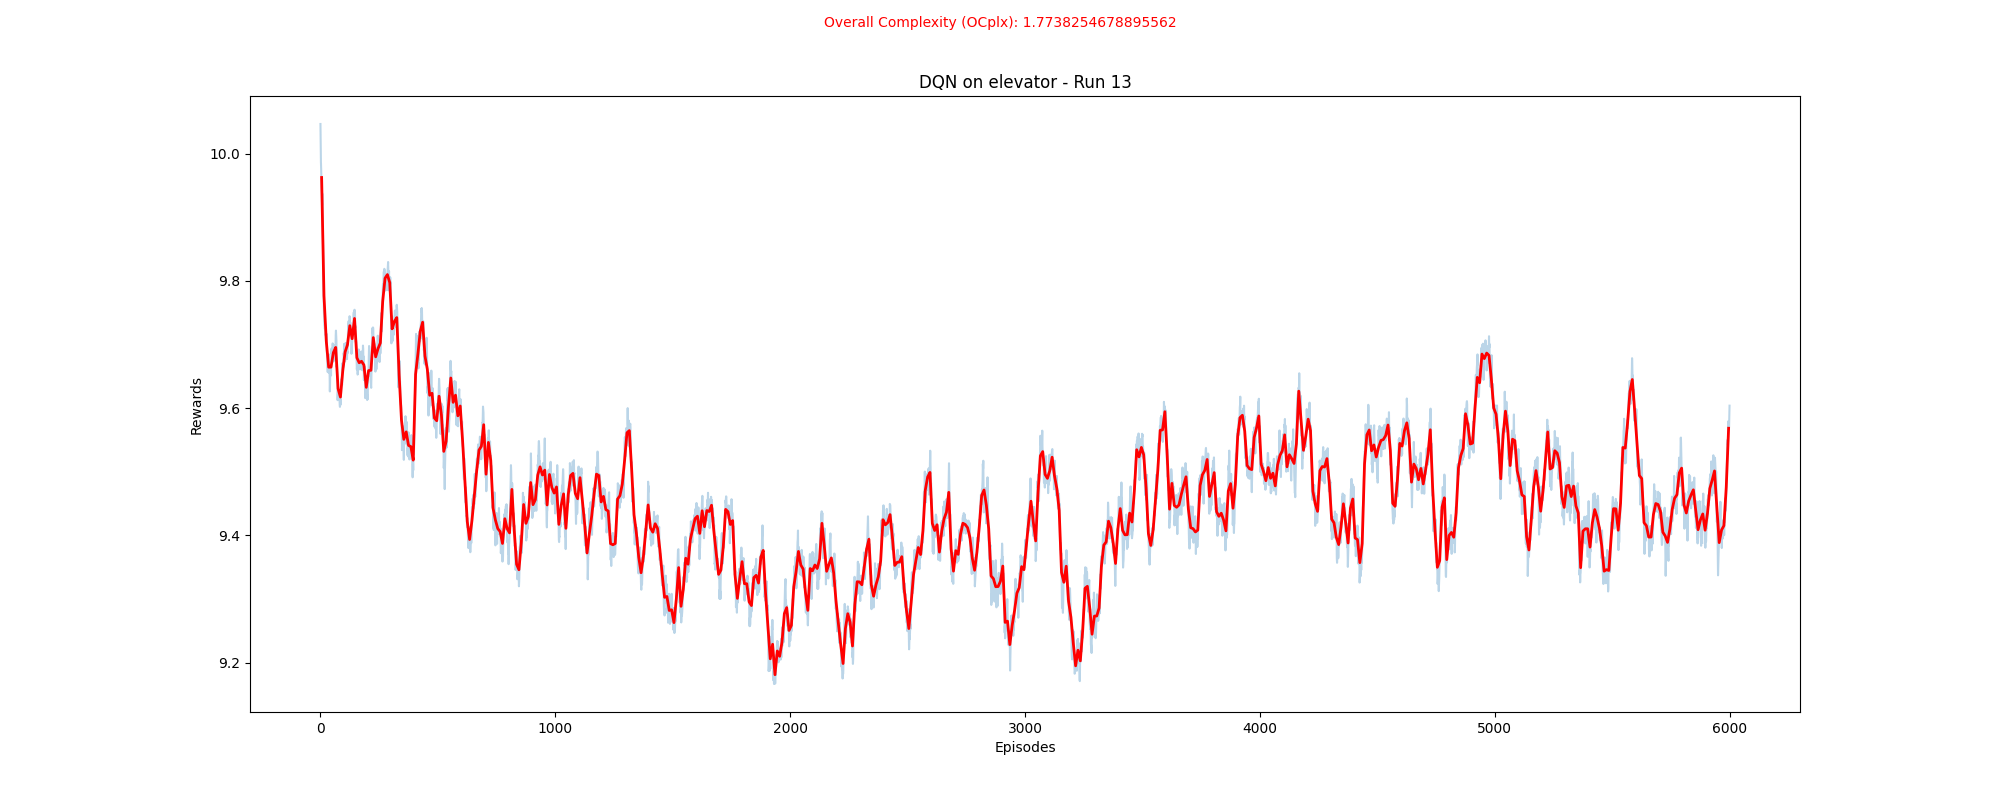 Overall Complexity (OCplx): 1.7738254678895562
DQN on elevator - Run 13
10.0
9.8
9.6
9.4
9.2
Rewards
0 1000 2000 3000 4000 5000 6000
Episodes